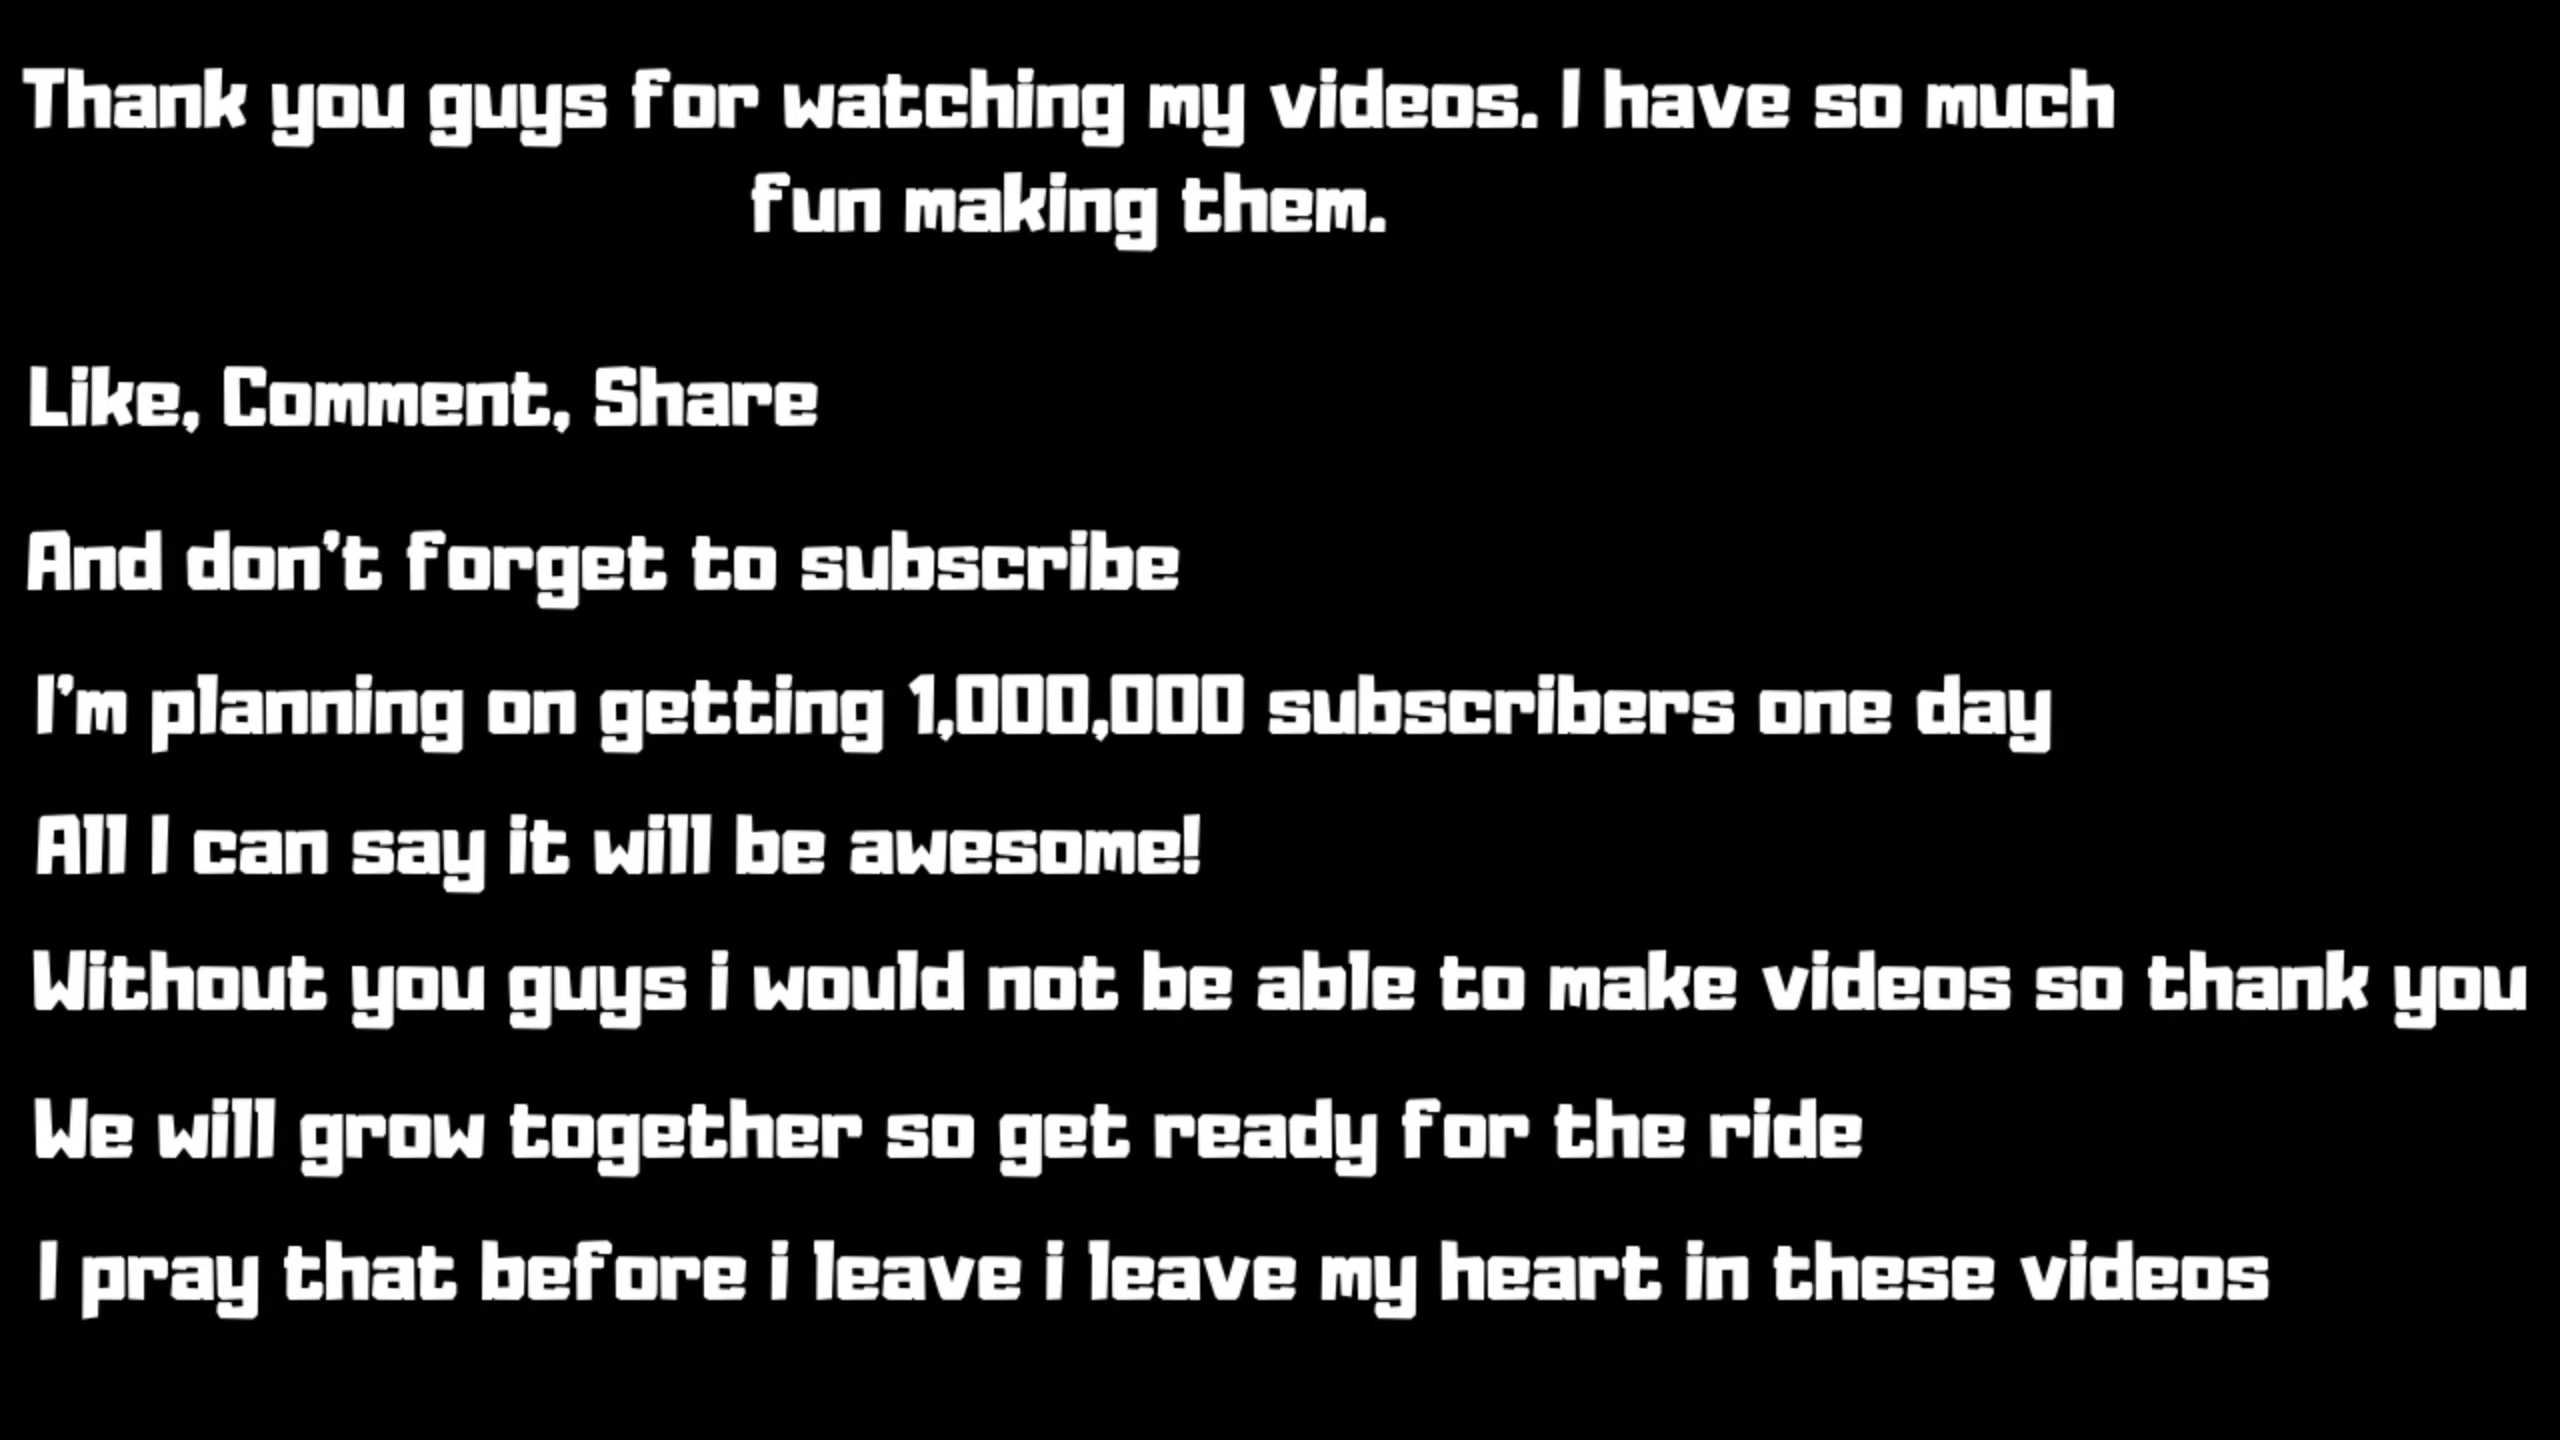 Thank you guys for watching my videos. I have so much
fun making them.
Like, Comment, Share
And don't forget to subscribe
I'm planning on getting 1,000,000 subscribers one day
All I can say it will be awesome!
Without you guys i would not be able to make videos so thank you
We will grow together so get ready for the ride
I pray that before i leave i leave my heart in these videos